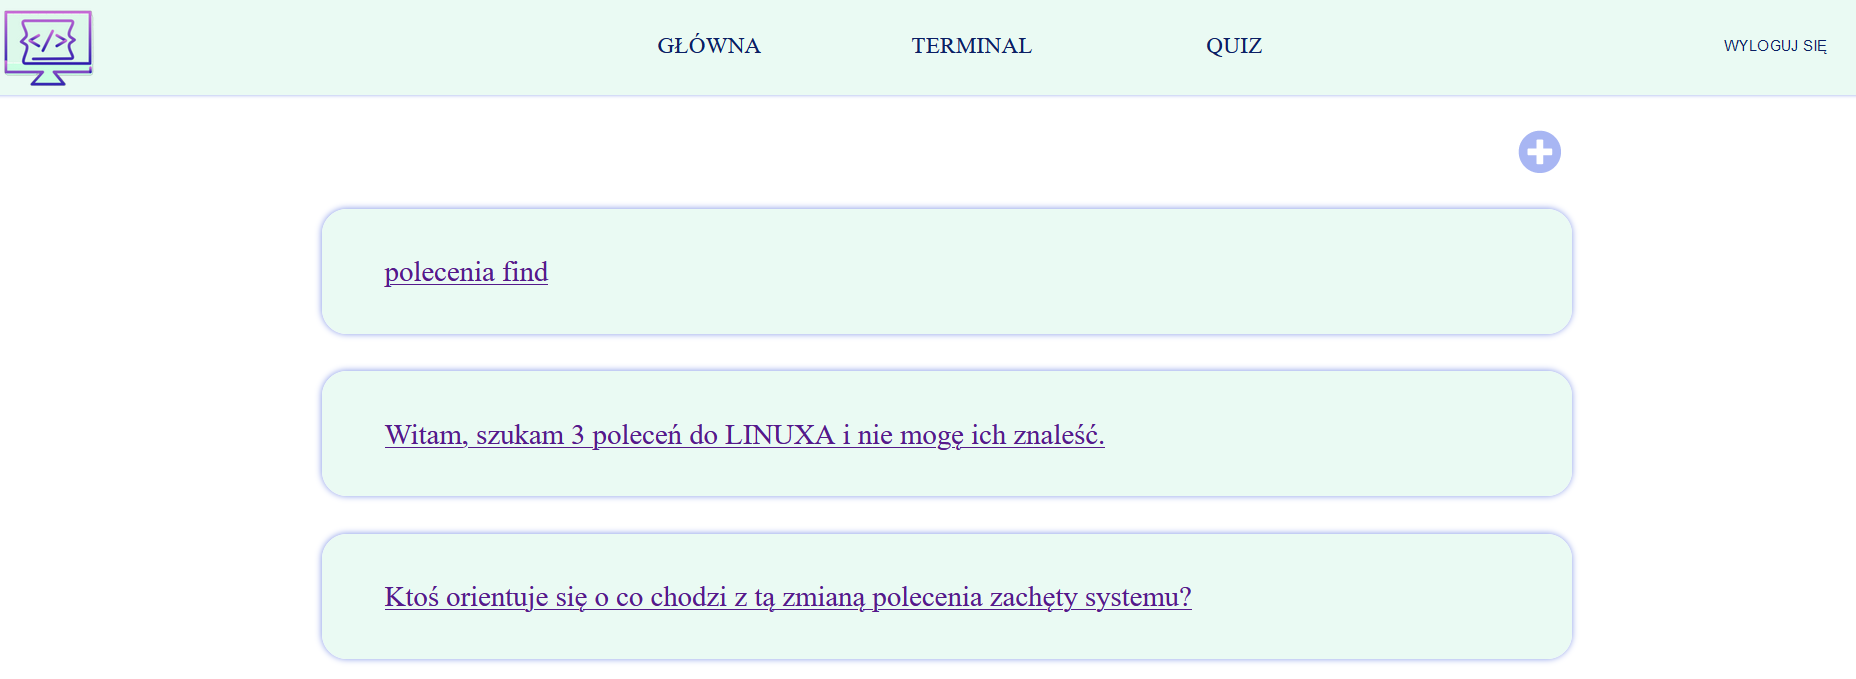 GŁÓWNA TERMINAL QUIZ WYLOGUJ SIĘ
polecenia find
Witam, szukam 3 poleceń do LINUXA i nie mogę ich znaleść.
Ktoś orientuje się o co chodzi z tą zmianą polecenia zachęty systemu?